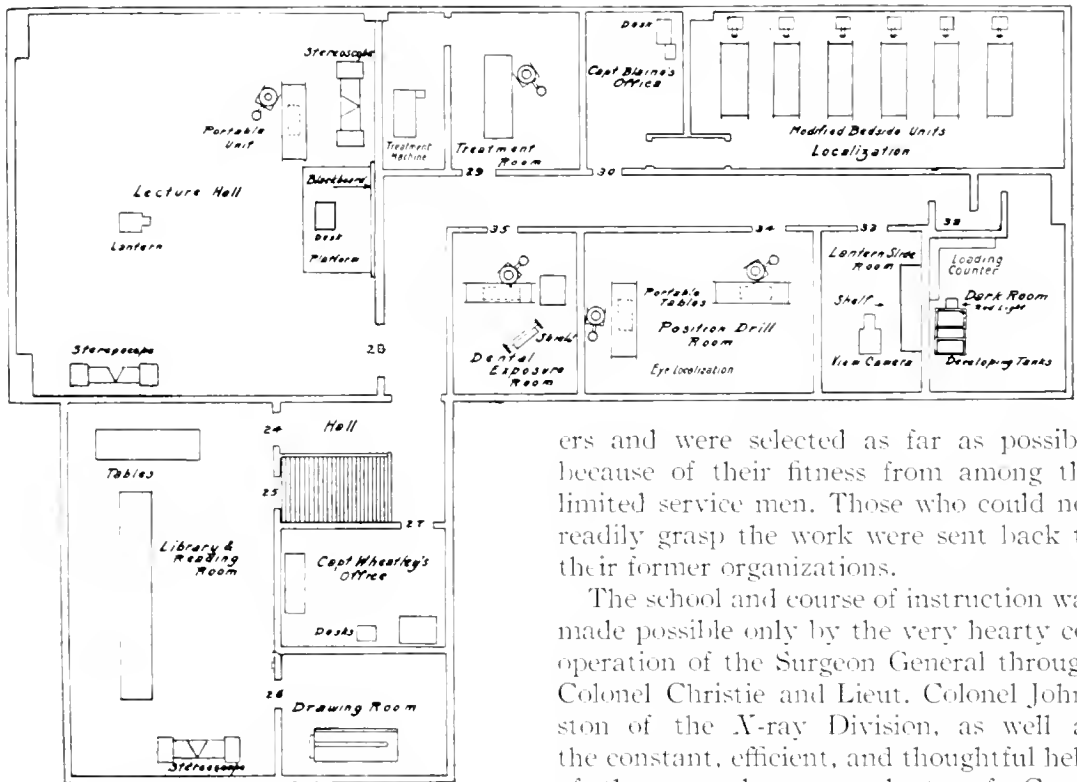 Desk
Stereoscope
Capt Blaine's
Office
Portable
Unit
Treatment
Machine
Treatment
Room
Modified Bedside Units
Localization
Blackboard
29
30
Lecture Hall
Lantern
Desk
Platform
35
34
33
32
Lantern Slide
Room
Loading
Counter
Portable
Tables
Shelf
Dark Room
Red Light
Position Drill
Room
Shield
Dental
Exposure
Room
Eye Localization
View Camera
Developing Tanks
Stereoscope
28
24
Hall
Tables
25
27
Library &
Reading
Room
Capt Wheatley's
Office
Desks
26
Drawing Room
Stereoscope
ers and were selected as far as possib
because of their fitness from among th
limited service men. Those who could no
readily grasp the work were sent back t
their former organizations.
The school and course of instruction wa
made possible only by the very hearty co
operation of the Surgeon General through
Colonel Christie and Lieut. Colonel John
ston of the X-ray Division, as well a
the constant, efficient, and thoughtful hel